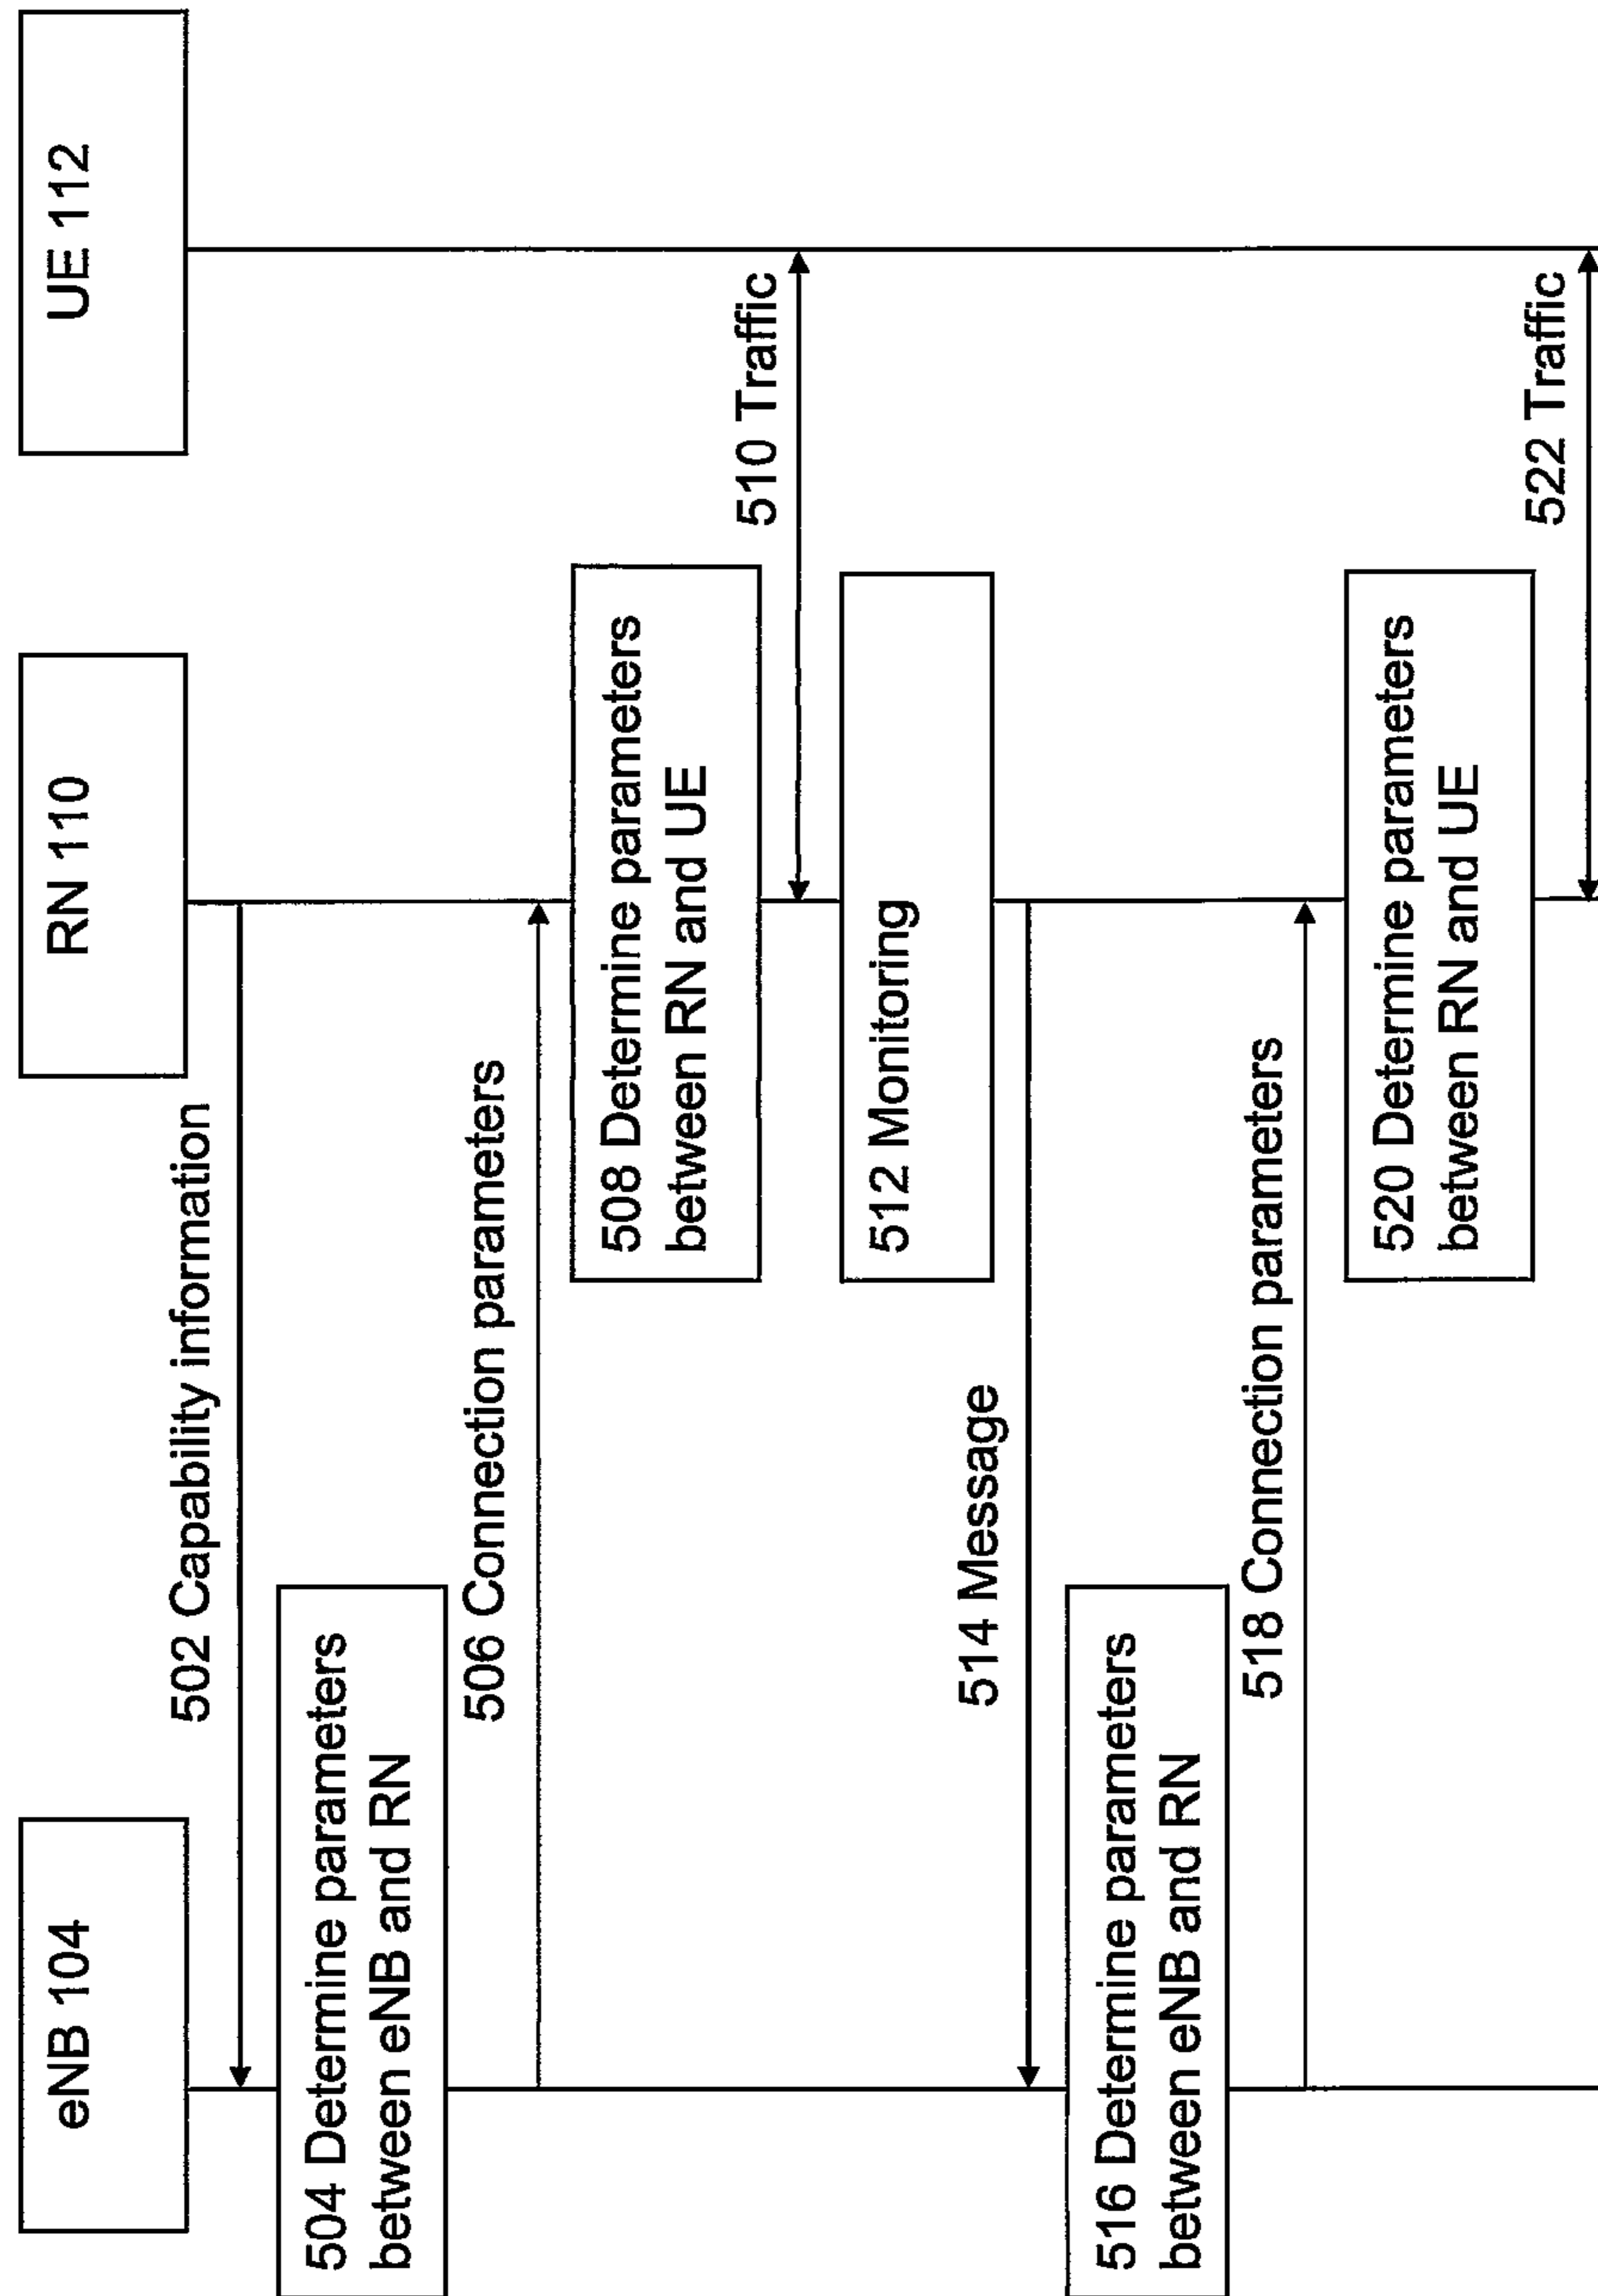 eNB 104
RN 110
UE 112
502 Capability information
504 Determine parameters
between eNB and RN
506 Connection parameters
508 Determine parameters
between RN and UE
510 Traffic
512 Monitoring
514 Message
516 Determine parameters
between eNB and RN
518 Connection parameters
520 Determine parameters
between RN and UE
522 Traffic